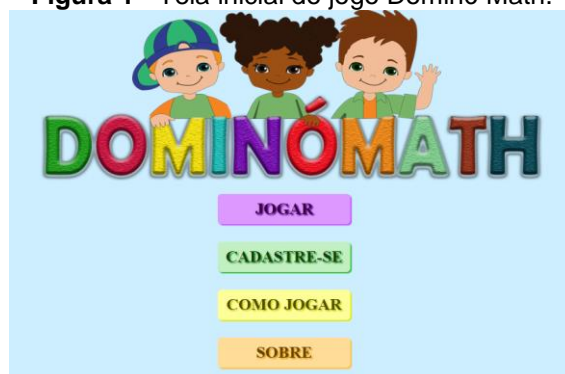 Figura 1 - Tela inicial do jogo Dominó Math.
DOMINÓMATH
JOGAR
CADASTRE-SE
COMO JOGAR
SOBRE